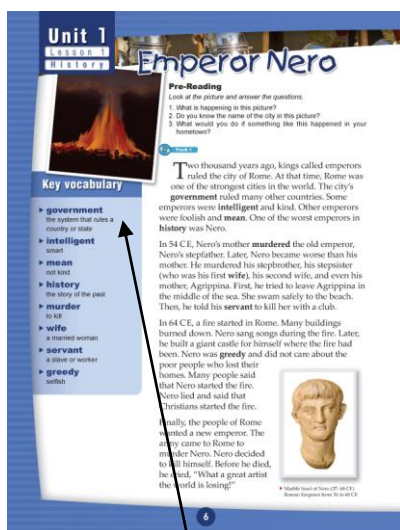 Unit 1
Lesson 1
History
Emperor Nero
Pre-Reading
Look at the picture and answer the questions.
1. What is happening in this picture?
2. Do you know the name of the city in this picture?
3. What would you do if something like this happened in your
hometown?
Track 1
Key vocabulary
government
the system that rules a
country or state
intelligent
smart
mean
not kind
history
the story of the past
murder
to kill
wife
a married woman
servant
a slave or worker
greedy
selfish
Two thousand years ago, kings called emperors
ruled the city of Rome. At that time, Rome was
one of the strongest cities in the world. The city's
government ruled many other countries. Some
emperors were intelligent and kind. Other emperors
were foolish and mean. One of the worst emperors in
history was Nero.
In 54 CE, Nero's mother murdered the old emperor,
Nero's stepfather. Later, Nero became worse than his
mother. He murdered his stepbrother, his stepsister
(who was his first wife), his second wife, and even his
mother, Agrippina. First, he tried to leave Agrippina in
the middle of the sea. She swam safely to the beach.
Then, he told his servant to kill her with a club.
In 64 CE, a fire started in Rome. Many buildings
burned down. Nero sang songs during the fire. Later,
he built a giant castle for himself where the fire had
been. Nero was greedy and did not care about the
poor people who lost their
homes. Many people said
that Nero started the fire.
Nero lied and said that
Christians started the fire.
Finally, the people of Rome
wanted a new emperor. The
army came to Rome to
murder Nero. Nero decided
to kill himself. Before he died,
he cried, "What a great artist
the world is losing!"
Marble head of Nero (37-68 CE)
Roman Emperor from 54 to 68 CE
6